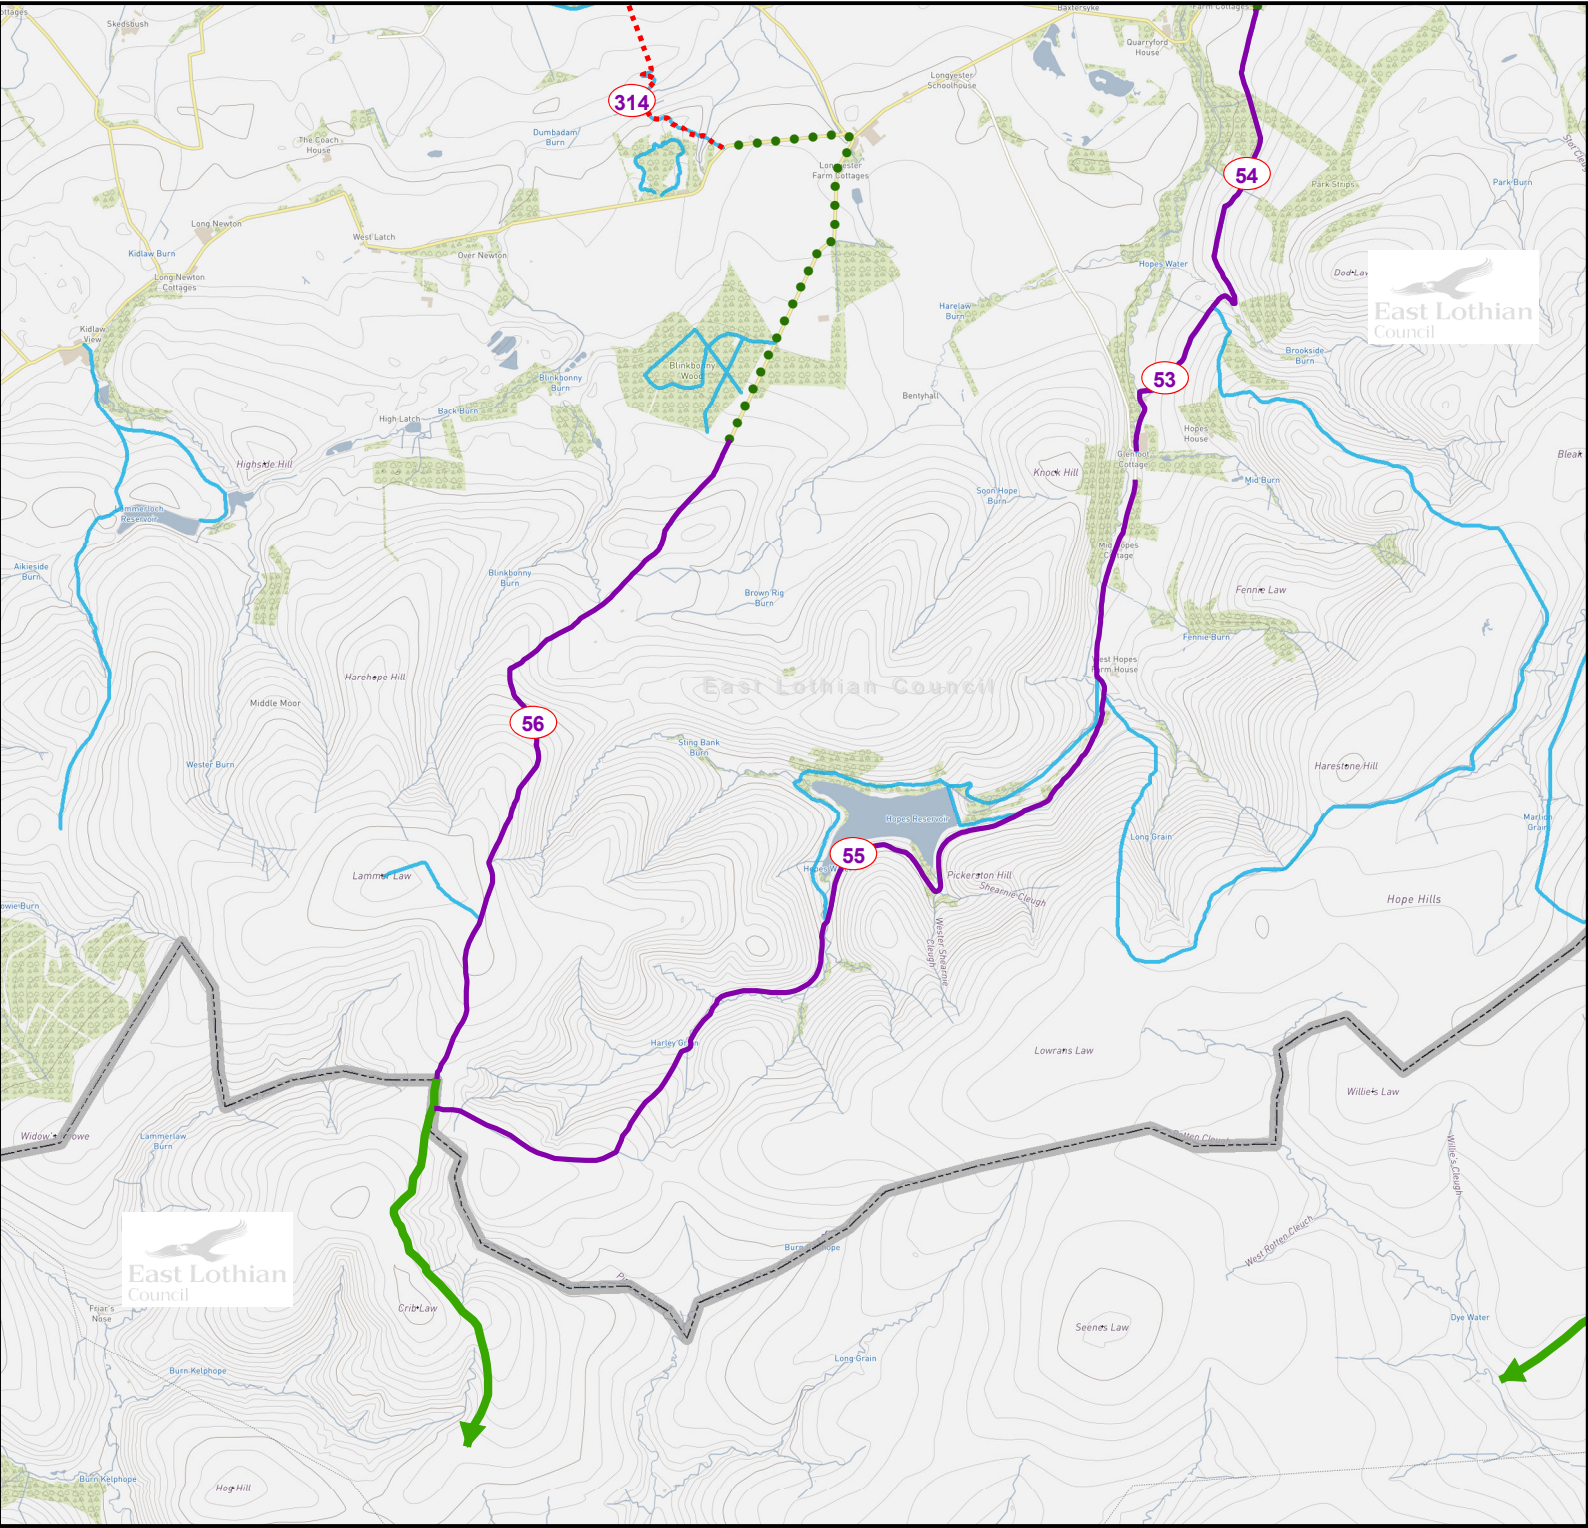 Skedsbush
Baxtersyke
Farm Cottages
Quarryford
House
Longyester
Schoolhouse
314
The Coach
House
Dumbadam/
Burn
Longyester
Farm Cottages
54
Park Strips
Park Burn
Long Newton
West Latch
Over Newton
Kidlaw Burn
Long Newton
Cottages
Hopes Water
Dod Law
East Lothian
Council
Harelaw
Burn
Kidlaw
View
Brookside
Burn
Blinkbonny
Wood
53
Blinkbonny
Burn
Bentyhall
Back Burn
High Latch
Hopes
House
Highside Hill
Glenfoot
Cottage
Knock Hill
Bleak
Mid Burn
Soon Hope
Burn
Lammerloch
Reservoir
Mid Hopes
Cottage
Aikieside
Burn
Blinkbonny
Burn
Brown Rig
Burn
Fennie Law
Fennie Burn
West Hopes
Farm House
Harehope Hill
East Lothian Council
Middle Moor
56
Sting Bank
Burn
Wester Burn
Harestone Hill
Hopes Reservoir
Long Grain
55
Lammer Law
Pickerston Hill
Shearnie Cleugh
Hope Hills
Wester Shearnie
Cleugh
Harley Grain
Lowrans Law
Willie's Law
Lammerlaw
Burn
Rotten Cleugh
Willie's Cleugh
West Rotten Cleuch
Burn Kelphope
East Lothian
Council
Friar's
Nose
Crib Law
Seenes Law
Dye Water
Long Grain
Burn Kelphope
Burn Kelphope
Hog Hill